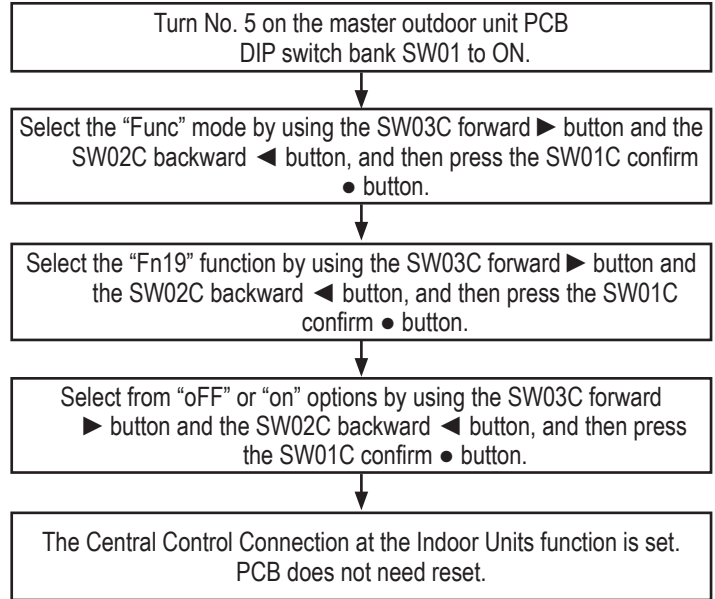 Turn No. 5 on the master outdoor unit PCB
DIP switch bank SW01 to ON.
Select the “Func” mode by using the SW03C forward ► button and the
SW02C backward ◄ button, and then press the SW01C confirm
● button.
Select the “Fn19” function by using the SW03C forward ► button and
the SW02C backward ◄ button, and then press the SW01C
confirm ● button.
Select from “oFF” or “on” options by using the SW03C forward
► button and the SW02C backward ◄ button, and then press
the SW01C confirm ● button.
The Central Control Connection at the Indoor Units function is set.
PCB does not need reset.